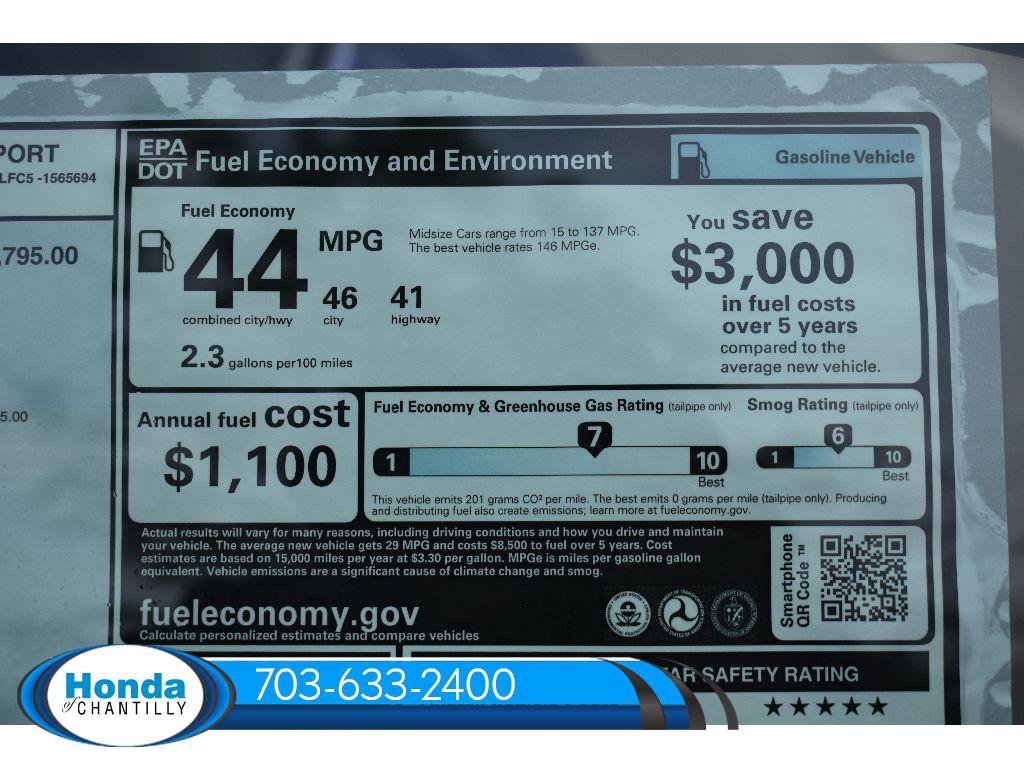 PORT
LFC5 -1565694
,795.00
5.00
EPA
DOT
Fuel Economy and Environment
Gasoline Vehicle
Fuel Economy
44
MPG
combined city/hwy
46
city
41
highway
Midsize Cars range from 15 to 137 MPG.
The best vehicle rates 146 MPGe.
2.3 gallons per100 miles
You save
$3,000
in fuel costs
over 5 years
compared to the
average new vehicle.
Annual fuel cost
$1,100
Fuel Economy & Greenhouse Gas Rating (tailpipe only)
7
1
10
Best
Smog Rating (tailpipe only)
6
1
10
Best
This vehicle emits 201 grams CO² per mile. The best emits 0 grams per mile (tailpipe only). Producing
and distributing fuel also create emissions; learn more at fueleconomy.gov.
Actual results will vary for many reasons, including driving conditions and how you drive and maintain
your vehicle. The average new vehicle gets 29 MPG and costs $8,500 to fuel over 5 years. Cost
estimates are based on 15,000 miles per year at $3.30 per gallon. MPGe is miles per gasoline gallon
equivalent. Vehicle emissions are a significant cause of climate change and smog.
fueleconomy.gov
Calculate personalized estimates and compare vehicles
Smartphone
QR Code ™
AR SAFETY RATING
★★★★★
Honda
of CHANTILLY
703-633-2400